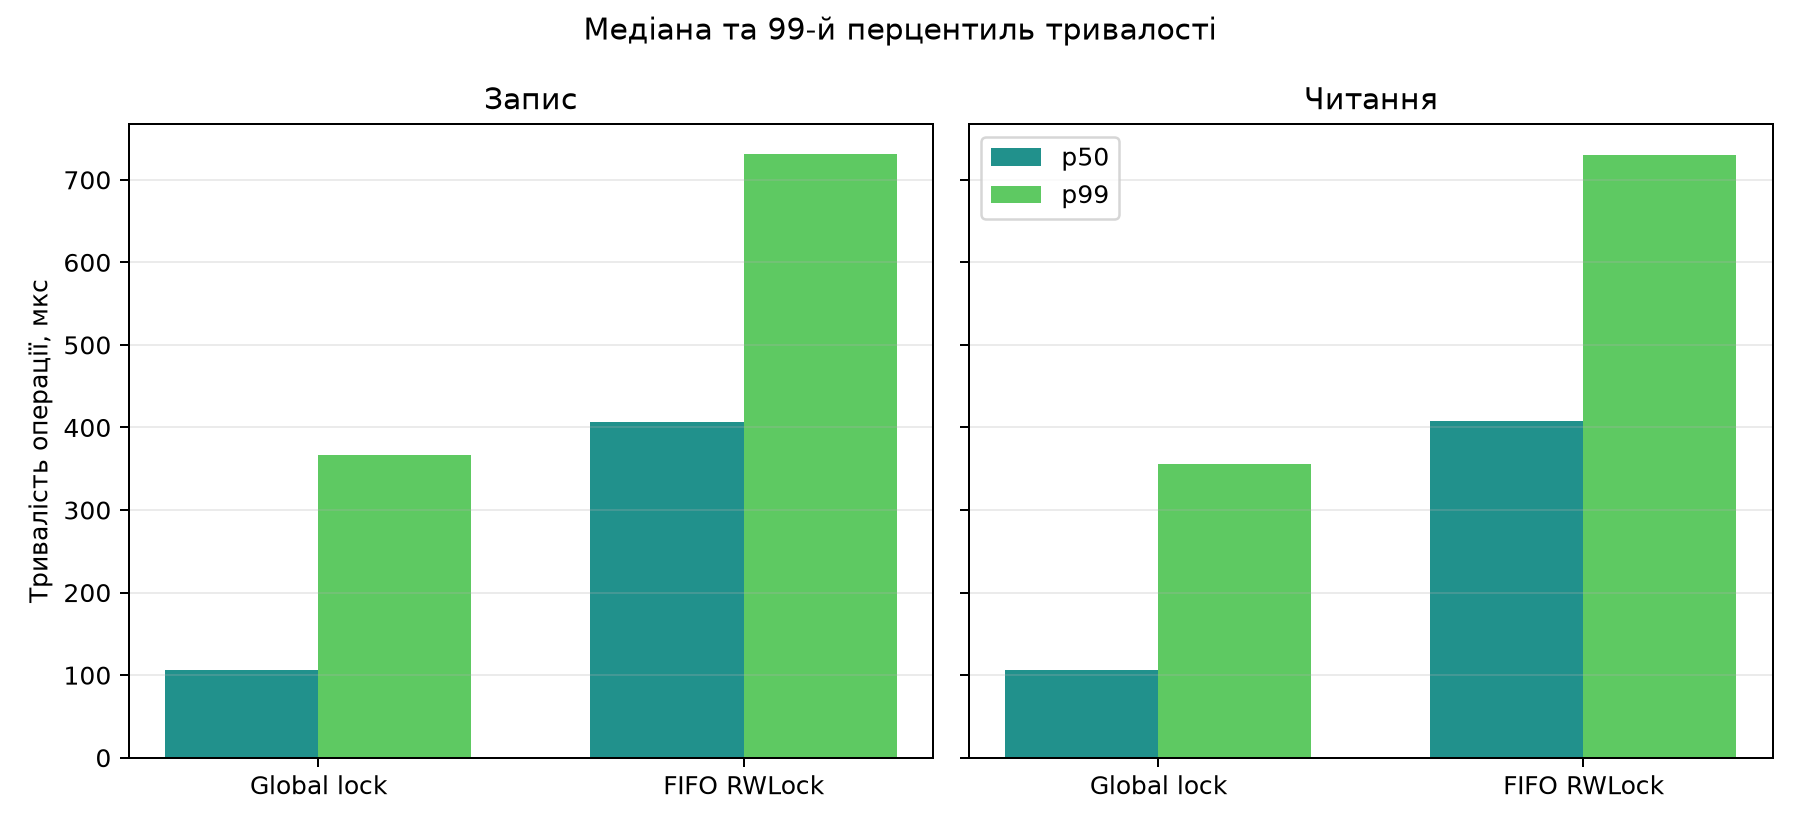 Медіана та 99-й перцентиль тривалості
Запис
Тривалість операції, мкс
700
600
500
400
300
200
100
0
Global lock
FIFO RWLock
Читання
p50
p99
Global lock
FIFO RWLock